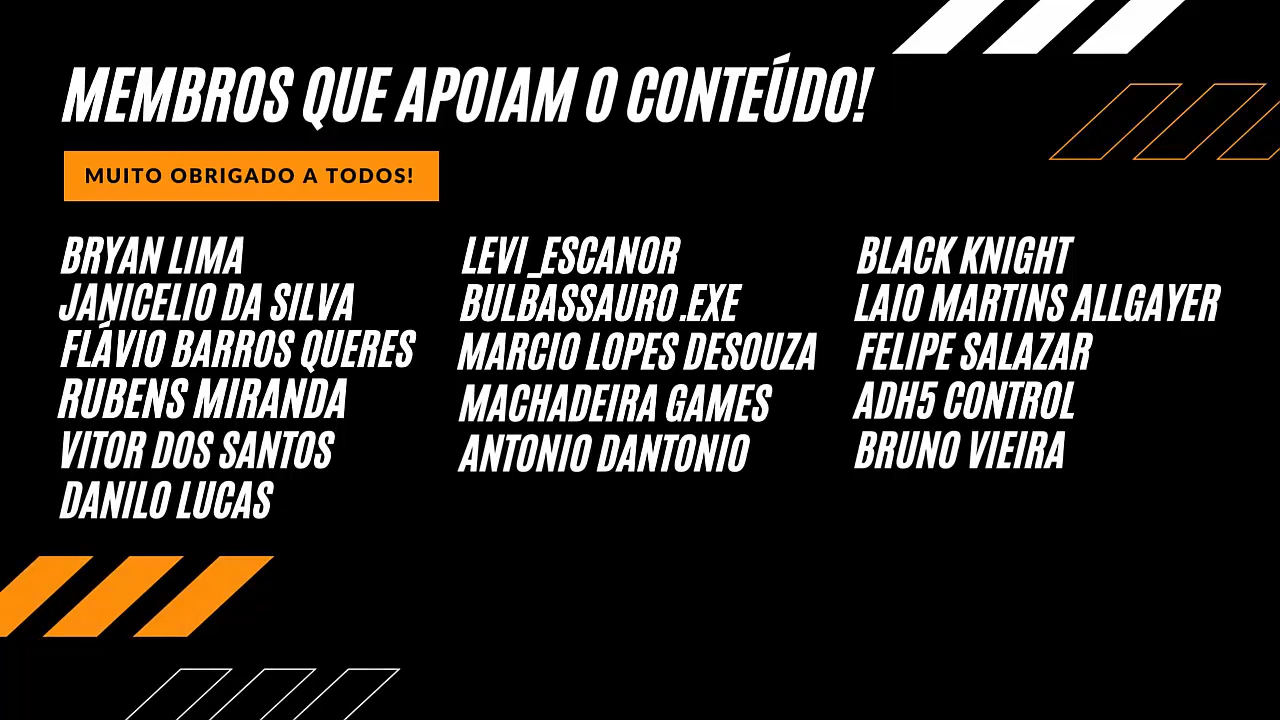 MEMBROS QUE APOIAM O CONTEÚDO!
MUITO OBRIGADO A TODOS!
BRYAN LIMA
JANICELIO DA SILVA
FLÁVIO BARROS QUERES
RUBENS MIRANDA
VITOR DOS SANTOS
DANILO LUCAS
LEVI_ESCANOR
BULBASSAURO.EXE
MARCIO LOPES DESOUZA
MACHADEIRA GAMES
ANTONIO DANTONIO
BLACK KNIGHT
LAIO MARTINS ALLGAYER
FELIPE SALAZAR
ADH5 CONTROL
BRUNO VIEIRA